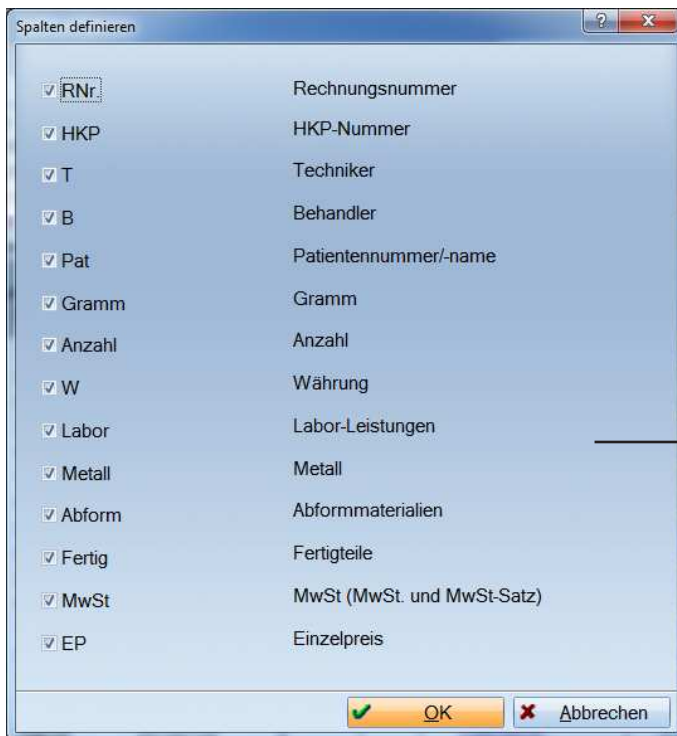 Spalten definieren
RNr. Rechnungsnummer
HKP HKP-Nummer
T Techniker
B Behandler
Pat Patientennummer/-name
Gramm Gramm
Anzahl Anzahl
W Währung
Labor Labor-Leistungen
Metall Metall
Abform Abformmaterialien
Fertig Fertigteile
MwSt MwSt (MwSt. und MwSt-Satz)
EP Einzelpreis
OK Abbrechen